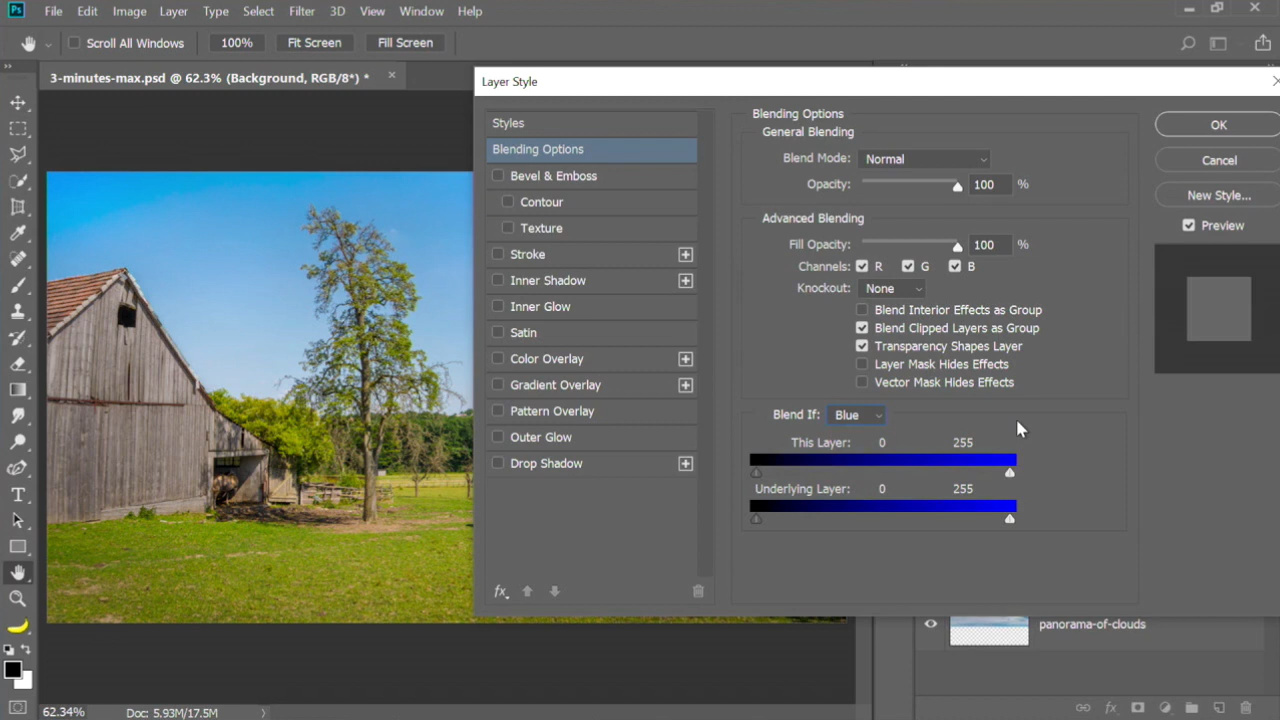 Ps File Edit Image Layer Type Select Filter 3D View Window Help
Scroll All Windows 100% Fit Screen Fill Screen
3-minutes-max.psd @ 62.3% (Background, RGB/8*) * ×
Layer Style
Styles
Blending Options
Bevel & Emboss
Contour
Texture
Stroke
Inner Shadow
Inner Glow
Satin
Color Overlay
Gradient Overlay
Pattern Overlay
Outer Glow
Drop Shadow
fx
Blending Options
General Blending
Blend Mode: Normal
Opacity: 100 %
Advanced Blending
Fill Opacity: 100 %
Channels: R G B
Knockout: None
Blend Interior Effects as Group
Blend Clipped Layers as Group
Transparency Shapes Layer
Layer Mask Hides Effects
Vector Mask Hides Effects
Blend If: Blue
This Layer: 0 255
Underlying Layer: 0 255
OK
Cancel
New Style...
Preview
panorama-of-clouds
fx
62.34% Doc: 5.93M/17.5M